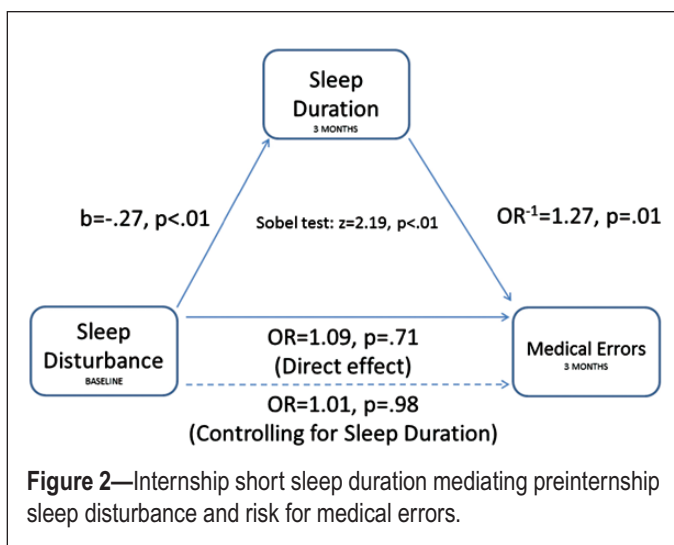 Sleep
Duration
3 MONTHS
b=-.27, p<.01
Sobel test: z=2.19, p<.01
OR⁻¹=1.27, p=.01
Sleep
Disturbance
BASELINE
OR=1.09, p=.71
(Direct effect)
Medical Errors
3 MONTHS
OR=1.01, p=.98
(Controlling for Sleep Duration)
Figure 2—Internship short sleep duration mediating preinternship
sleep disturbance and risk for medical errors.